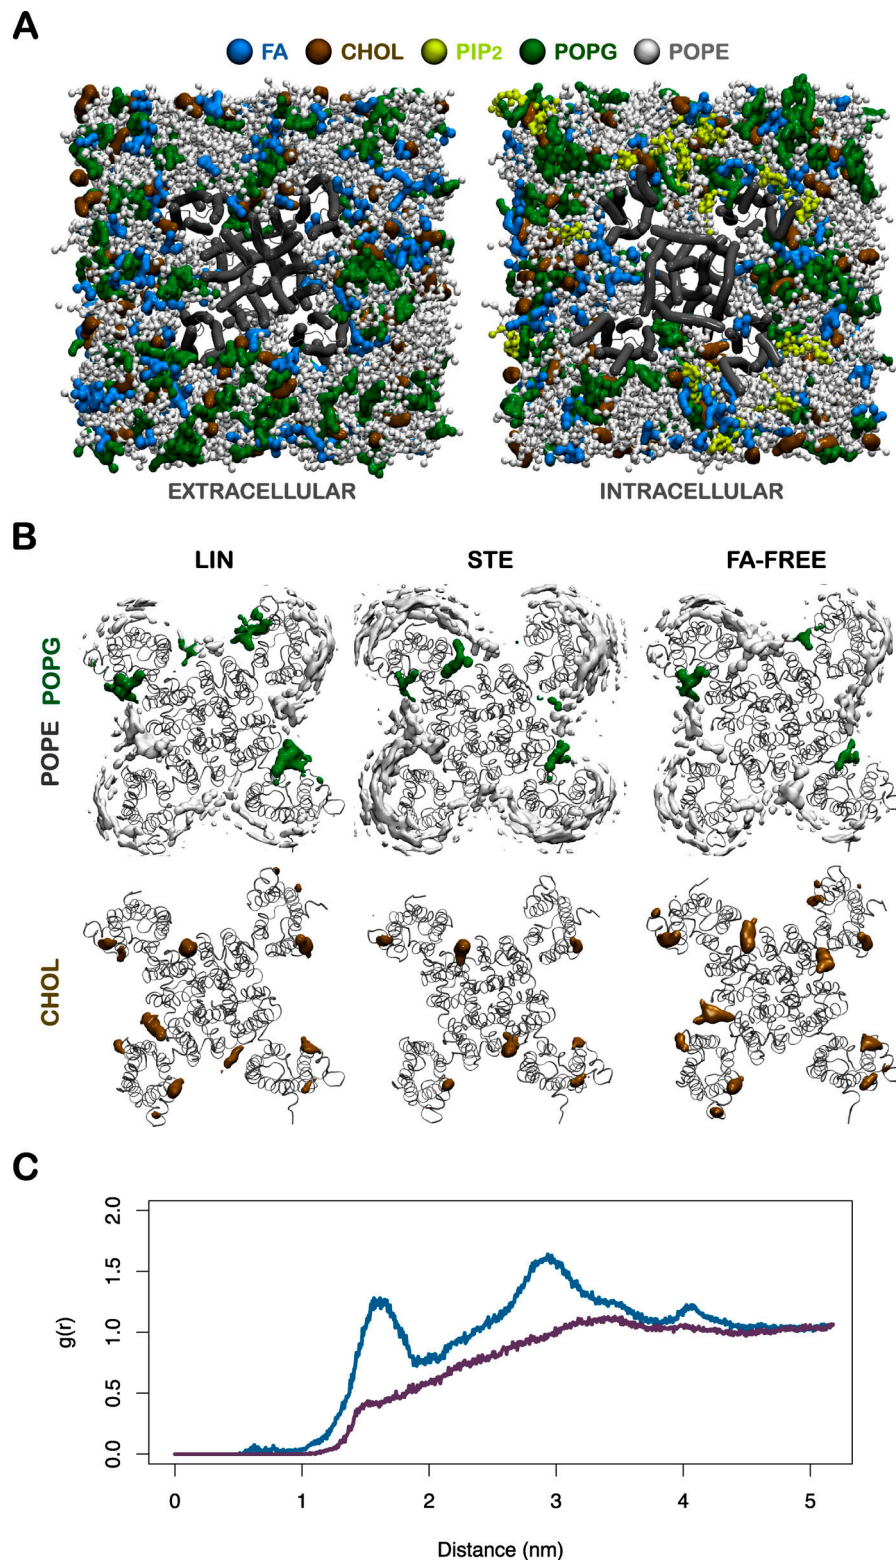 A
FA CHOL PIP2 POPG POPE
EXTRACELLULAR INTRACELLULAR
B
LIN STE FA-FREE
POPE POPG
CHOL
C
2.0
1.5
1.0
0.5
0.0
g(r)
0 1 2 3 4 5
Distance (nm)